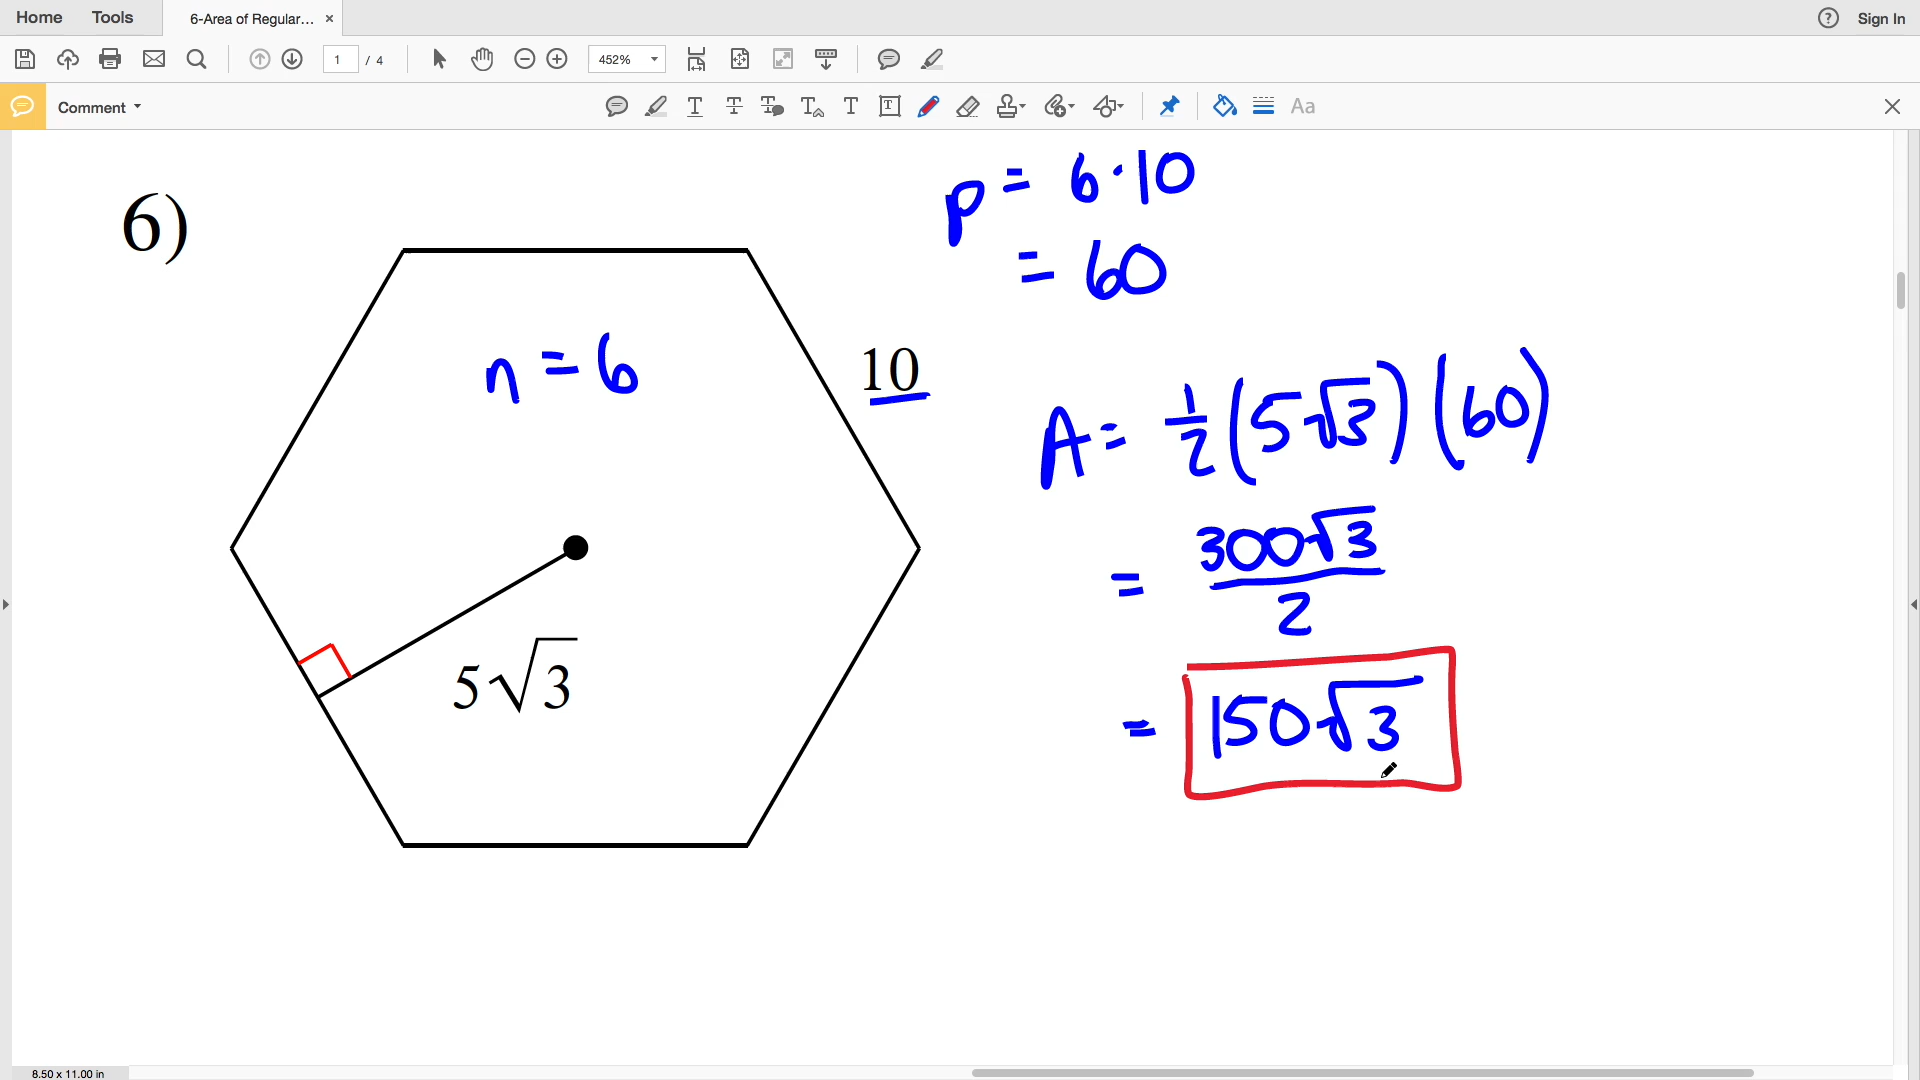 Home Tools 6-Area of Regular... × ? Sign In
1 / 4 452%
Comment T T T T T T Aa
6)
p = 6·10
= 60
n = 6
10
A = 1/2 (5√3)(60)
= 300√3/2
5√3
= 150√3
8.50 x 11.00 in